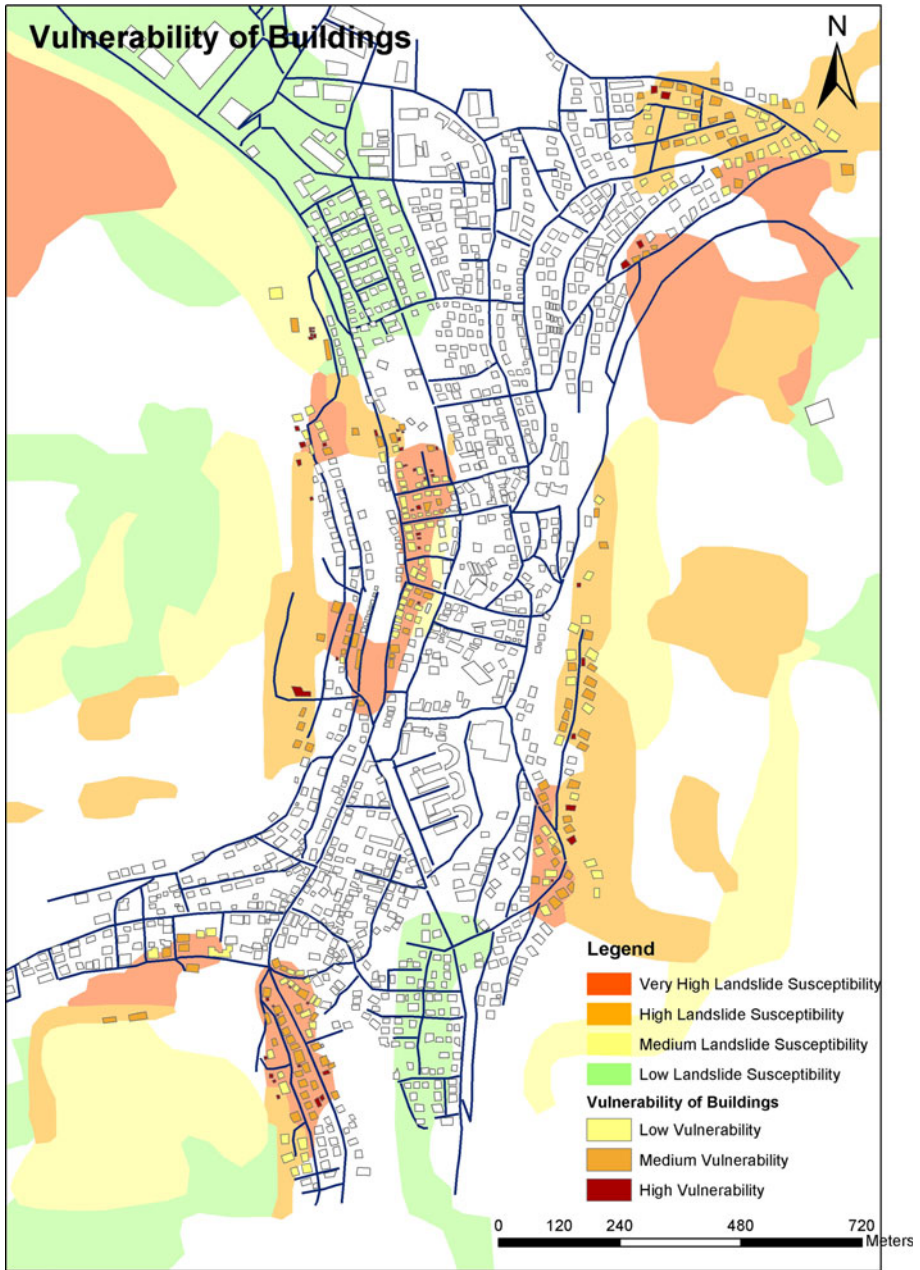 Vulnerability of Buildings
N
Legend
Very High Landslide Susceptibility
High Landslide Susceptibility
Medium Landslide Susceptibility
Low Landslide Susceptibility
Vulnerability of Buildings
Low Vulnerability
Medium Vulnerability
High Vulnerability
0 120 240 480 720
Meters